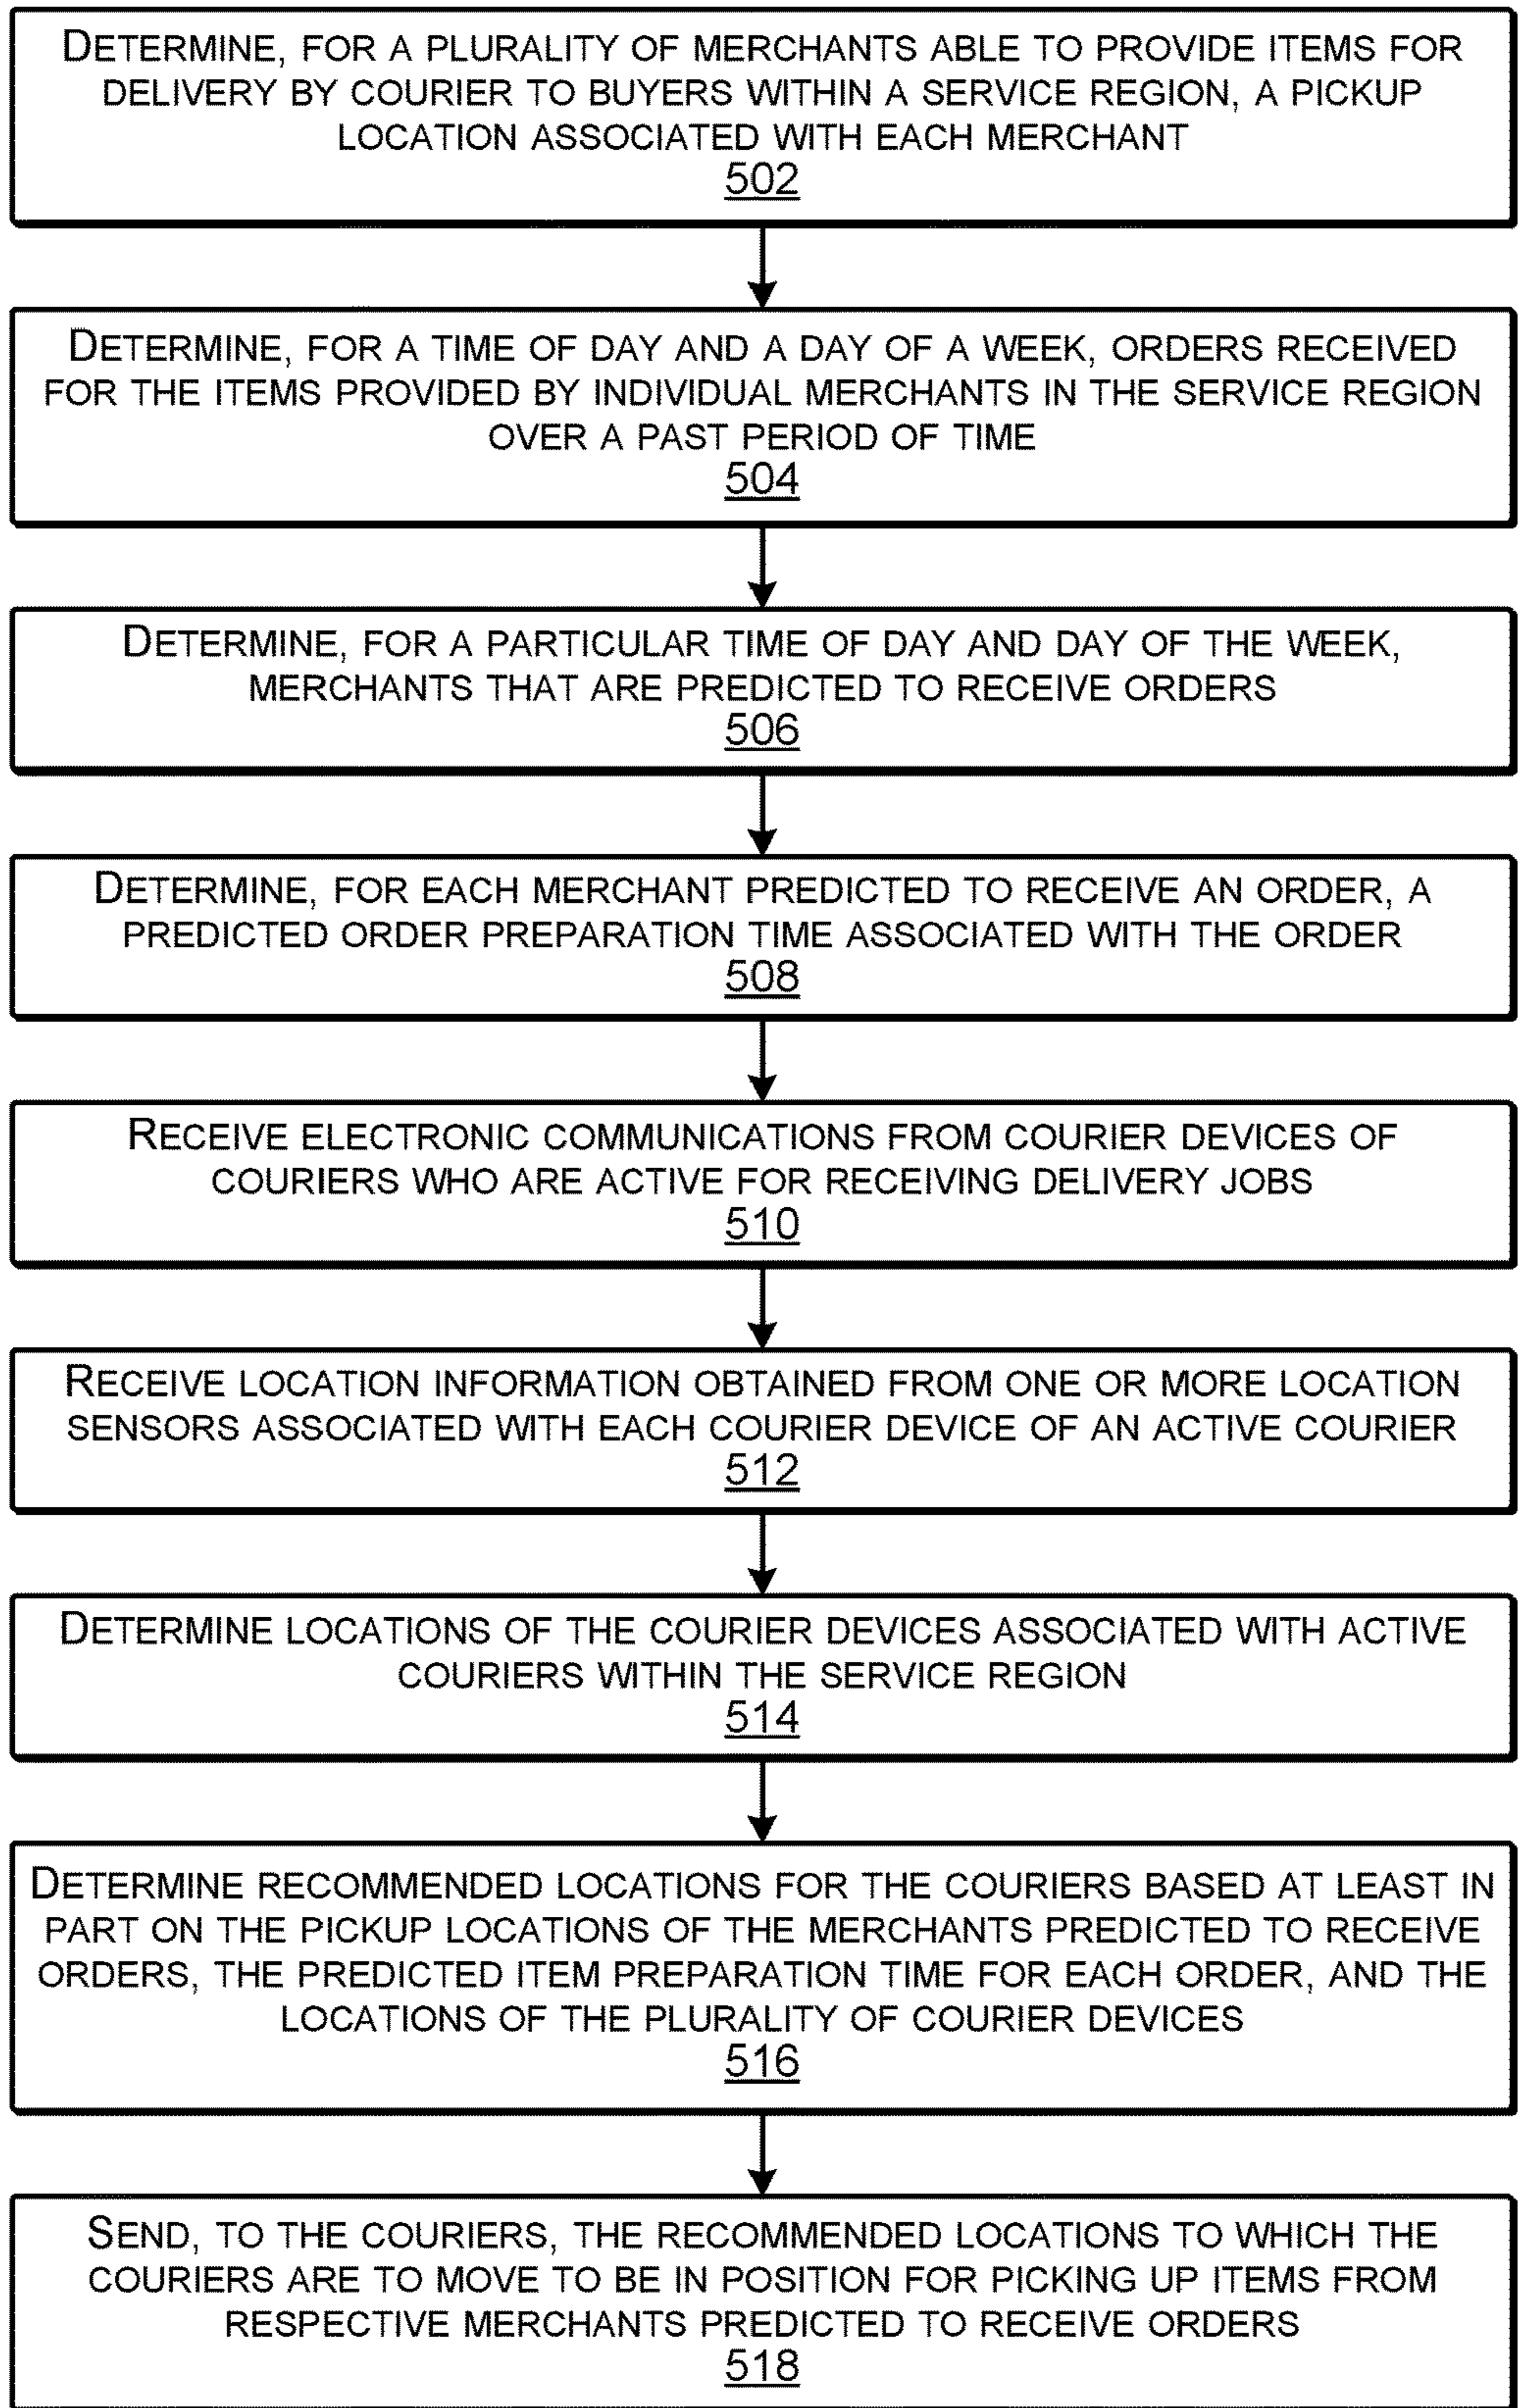 DETERMINE, FOR A PLURALITY OF MERCHANTS ABLE TO PROVIDE ITEMS FOR
DELIVERY BY COURIER TO BUYERS WITHIN A SERVICE REGION, A PICKUP
LOCATION ASSOCIATED WITH EACH MERCHANT
502
DETERMINE, FOR A TIME OF DAY AND A DAY OF A WEEK, ORDERS RECEIVED
FOR THE ITEMS PROVIDED BY INDIVIDUAL MERCHANTS IN THE SERVICE REGION
OVER A PAST PERIOD OF TIME
504
DETERMINE, FOR A PARTICULAR TIME OF DAY AND DAY OF THE WEEK,
MERCHANTS THAT ARE PREDICTED TO RECEIVE ORDERS
506
DETERMINE, FOR EACH MERCHANT PREDICTED TO RECEIVE AN ORDER, A
PREDICTED ORDER PREPARATION TIME ASSOCIATED WITH THE ORDER
508
RECEIVE ELECTRONIC COMMUNICATIONS FROM COURIER DEVICES OF
COURIERS WHO ARE ACTIVE FOR RECEIVING DELIVERY JOBS
510
RECEIVE LOCATION INFORMATION OBTAINED FROM ONE OR MORE LOCATION
SENSORS ASSOCIATED WITH EACH COURIER DEVICE OF AN ACTIVE COURIER
512
DETERMINE LOCATIONS OF THE COURIER DEVICES ASSOCIATED WITH ACTIVE
COURIERS WITHIN THE SERVICE REGION
514
DETERMINE RECOMMENDED LOCATIONS FOR THE COURIERS BASED AT LEAST IN
PART ON THE PICKUP LOCATIONS OF THE MERCHANTS PREDICTED TO RECEIVE
ORDERS, THE PREDICTED ITEM PREPARATION TIME FOR EACH ORDER, AND THE
LOCATIONS OF THE PLURALITY OF COURIER DEVICES
516
SEND, TO THE COURIERS, THE RECOMMENDED LOCATIONS TO WHICH THE
COURIERS ARE TO MOVE TO BE IN POSITION FOR PICKING UP ITEMS FROM
RESPECTIVE MERCHANTS PREDICTED TO RECEIVE ORDERS
518